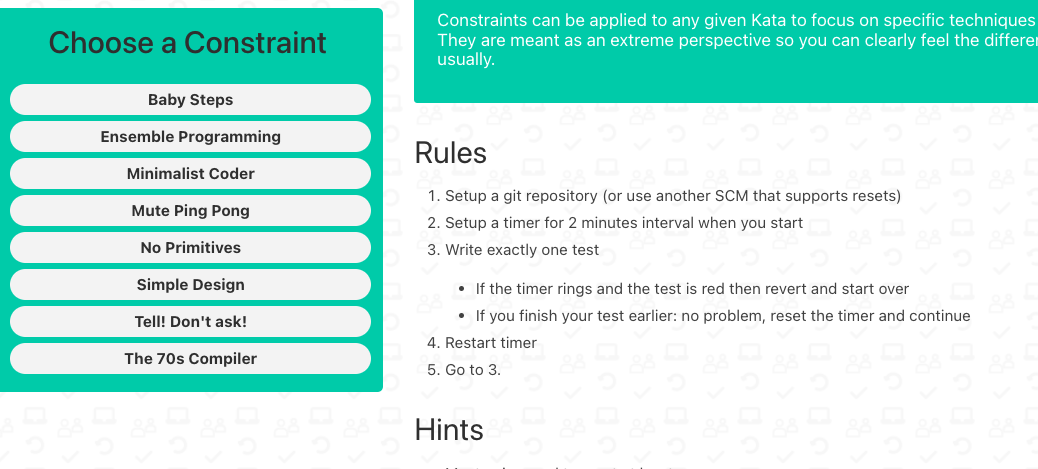 Choose a Constraint
Baby Steps
Ensemble Programming
Minimalist Coder
Mute Ping Pong
No Primitives
Simple Design
Tell! Don't ask!
The 70s Compiler
Constraints can be applied to any given Kata to focus on specific techniques
They are meant as an extreme perspective so you can clearly feel the
usually.
Rules
1. Setup a git repository (or use another SCM that supports resets)
2. Setup a timer for 2 minutes interval when you start
3. Write exactly one test
• If the timer rings and the test is red then revert and start over
• If you finish your test earlier: no problem, reset the timer and continue
4. Restart timer
5. Go to 3.
Hints